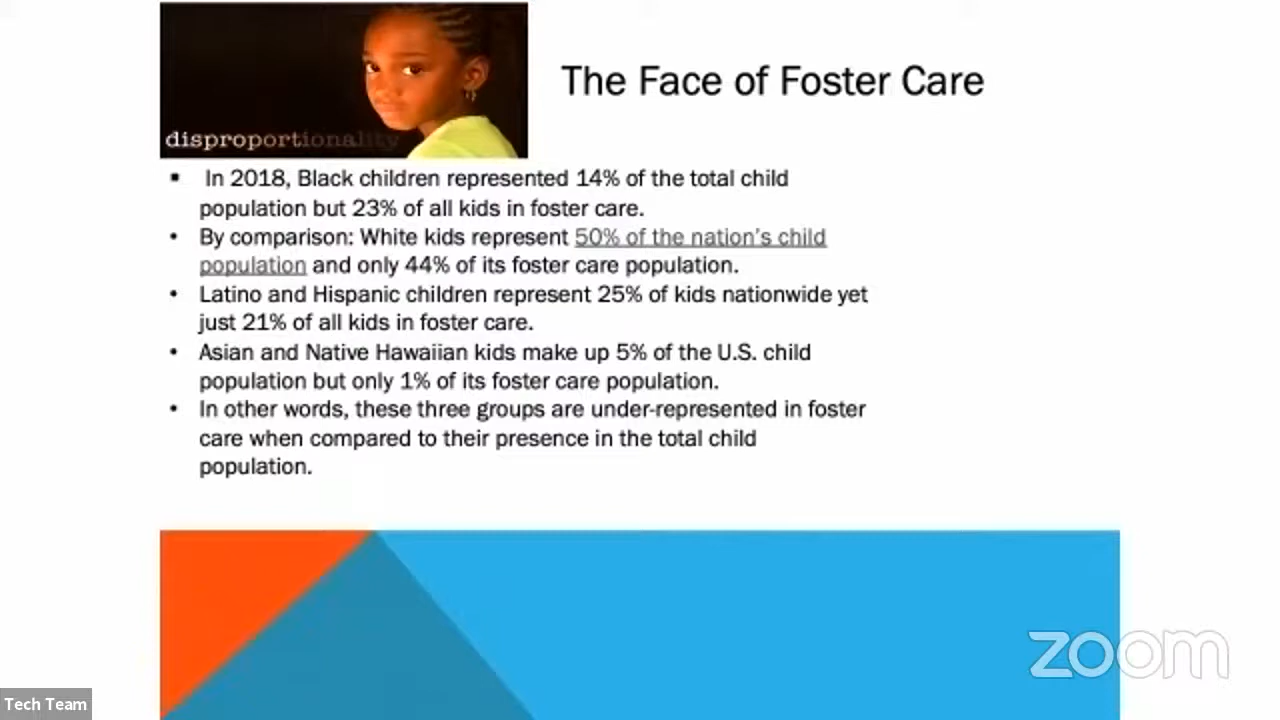 disproportionality
The Face of Foster Care
▪ In 2018, Black children represented 14% of the total child
population but 23% of all kids in foster care.
• By comparison: White kids represent 50% of the nation's child
population and only 44% of its foster care population.
• Latino and Hispanic children represent 25% of kids nationwide yet
just 21% of all kids in foster care.
• Asian and Native Hawaiian kids make up 5% of the U.S. child
population but only 1% of its foster care population.
• In other words, these three groups are under-represented in foster
care when compared to their presence in the total child
population.
zoom
Tech Team